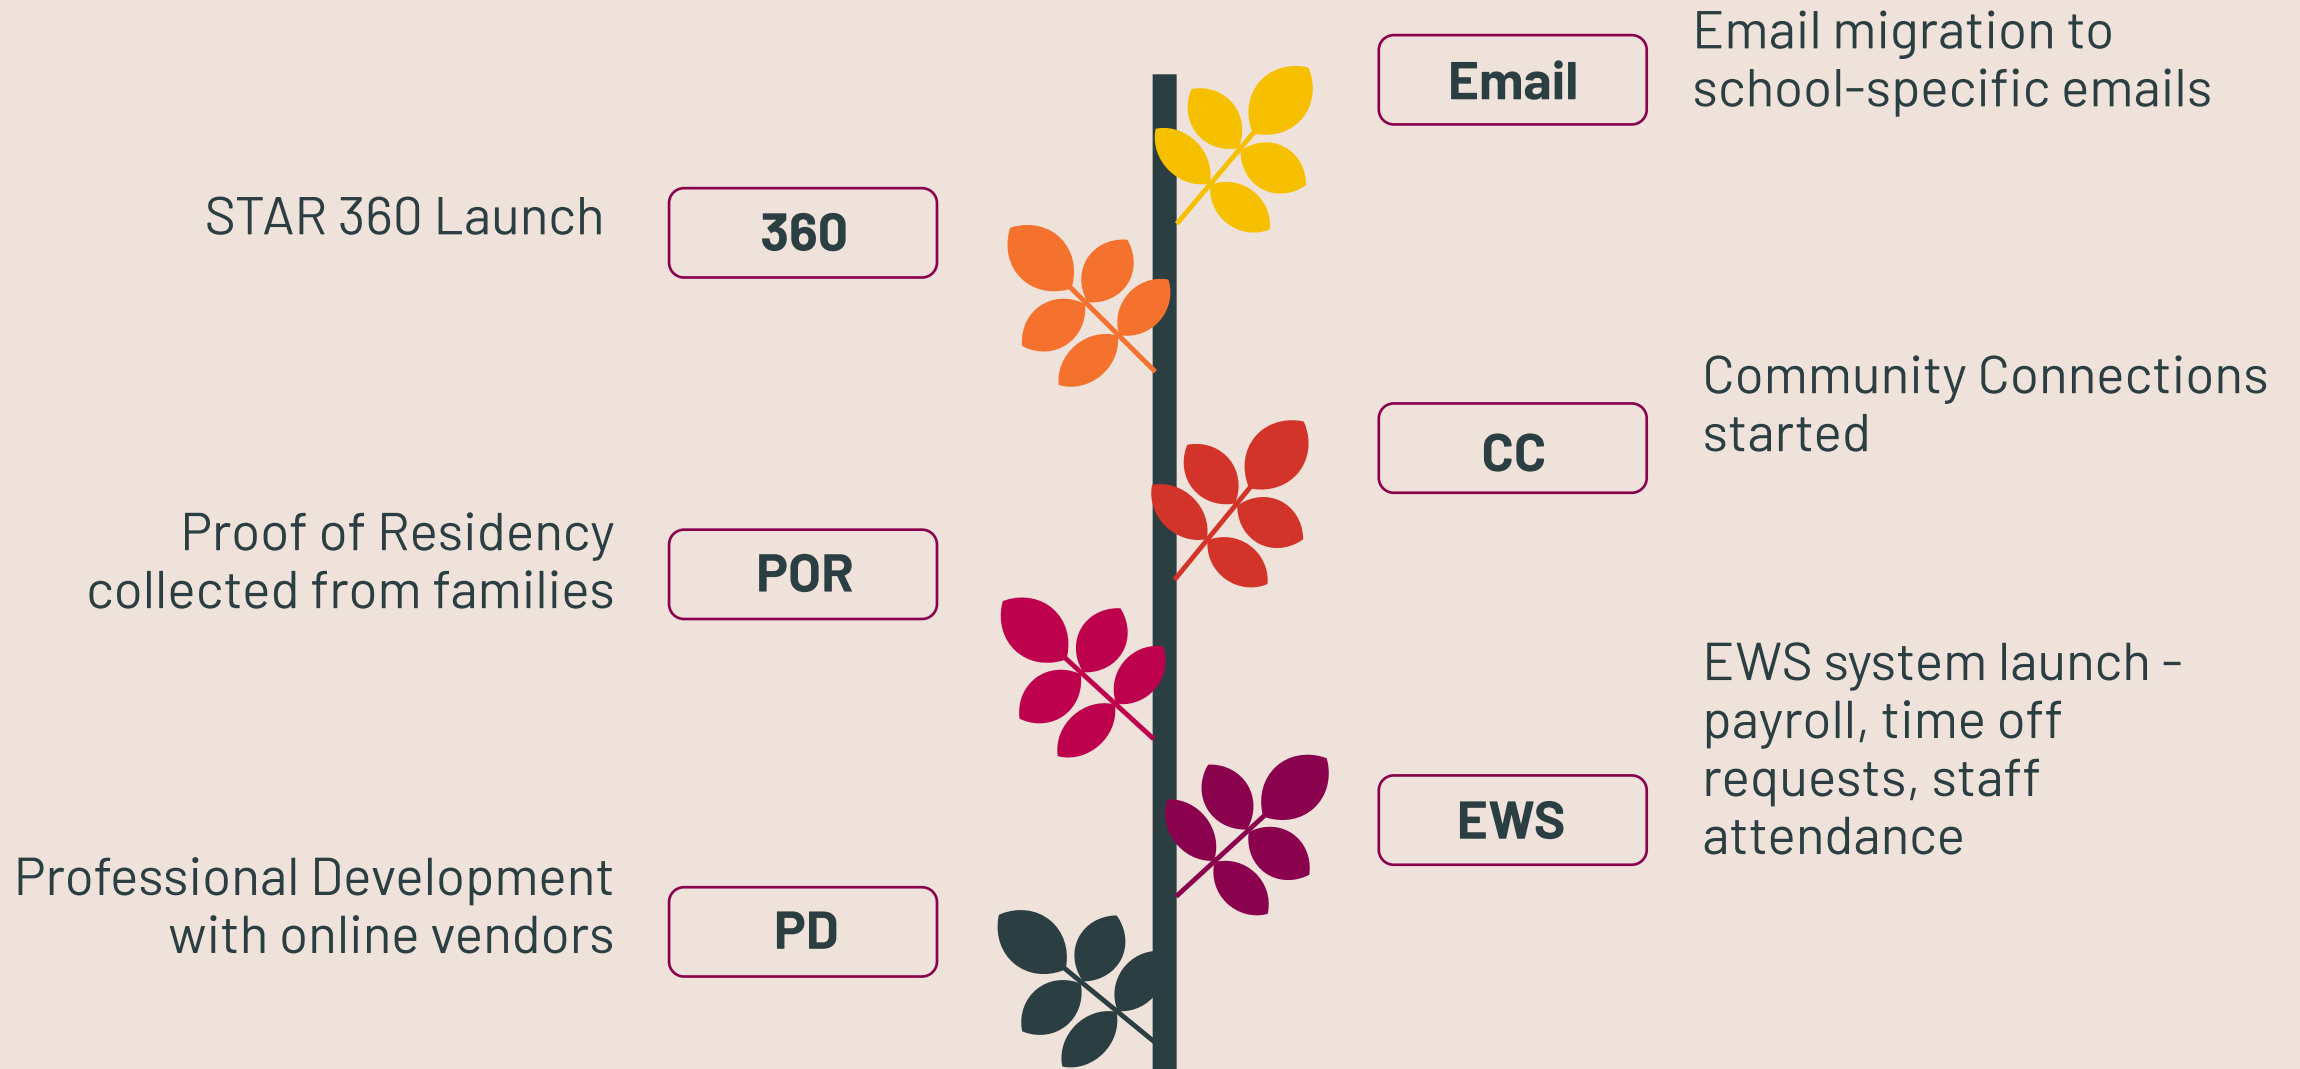 Email
Email migration to
school-specific emails
STAR 360 Launch
360
CC
Community Connections
started
Proof of Residency
collected from families
POR
EWS
EWS system launch -
payroll, time off
requests, staff
attendance
Professional Development
with online vendors
PD